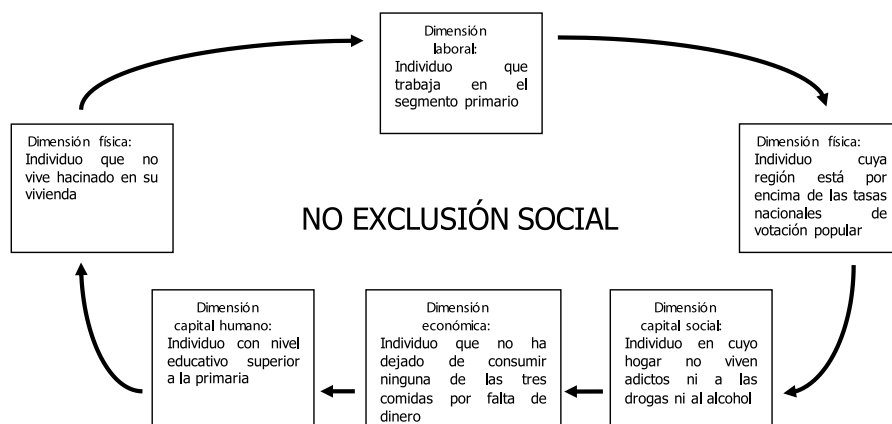 Dimensión
laboral:
Individuo que
trabaja en el
segmento primario
Dimensión física:
Individuo que no
vive hacinado en su
vivienda
Dimensión física:
Individuo cuya
región está por
encima de las tasas
nacionales de
votación popular
NO EXCLUSIÓN SOCIAL
Dimensión
capital humano:
Individuo con nivel
educativo superior
a la primaria
Dimensión
económica:
Individuo que no ha
dejado de consumir
ninguna de las tres
comidas por falta de
dinero
Dimensión
capital social:
Individuo en cuyo
hogar no viven
adictos ni a las
drogas ni al alcohol